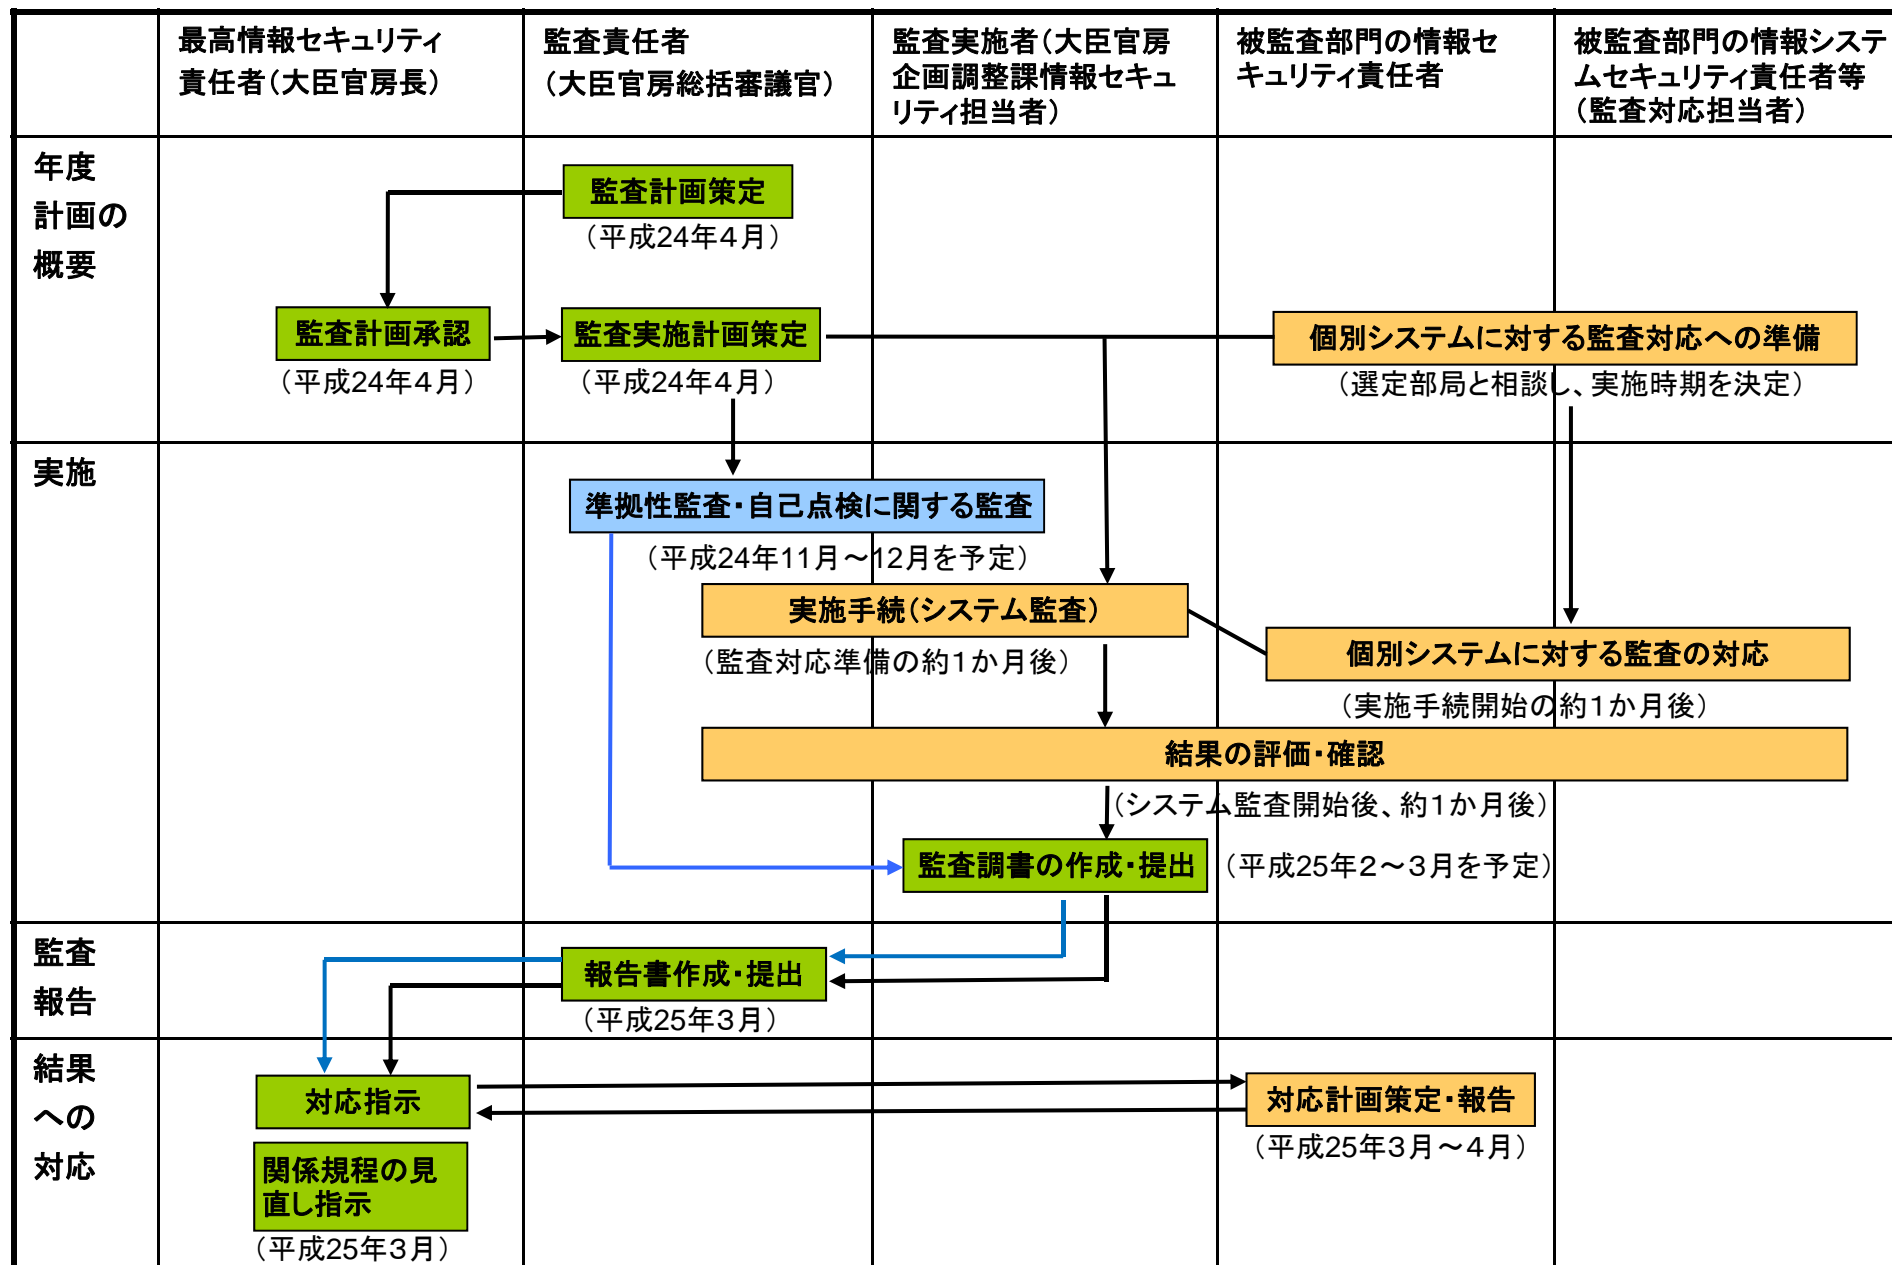 最高情報セキュリティ
責任者(大臣官房長)
監査責任者
(大臣官房総括審議官)
監査実施者(大臣官房
企画調整課情報セキュ
リティ担当者)
被監査部門の情報セ
キュリティ責任者
被監査部門の情報システ
ムセキュリティ責任者等
(監査対応担当者)
年度
計画の
概要
監査計画策定
(平成24年4月)
監査計画承認
(平成24年4月)
監査実施計画策定
(平成24年4月)
個別システムに対する監査対応への準備
(選定部局と相談し、実施時期を決定)
実施
準拠性監査・自己点検に関する監査
(平成24年11月~12月を予定)
実施手続(システム監査)
(監査対応準備の約1か月後)
個別システムに対する監査の対応
(実施手続開始の約1か月後)
結果の評価・確認
(システム監査開始後、約1か月後)
監査調書の作成・提出
(平成25年2~3月を予定)
監査
報告
報告書作成・提出
(平成25年3月)
結果
への
対応
対応指示
対応計画策定・報告
(平成25年3月~4月)
関係規程の見
直し指示
(平成25年3月)